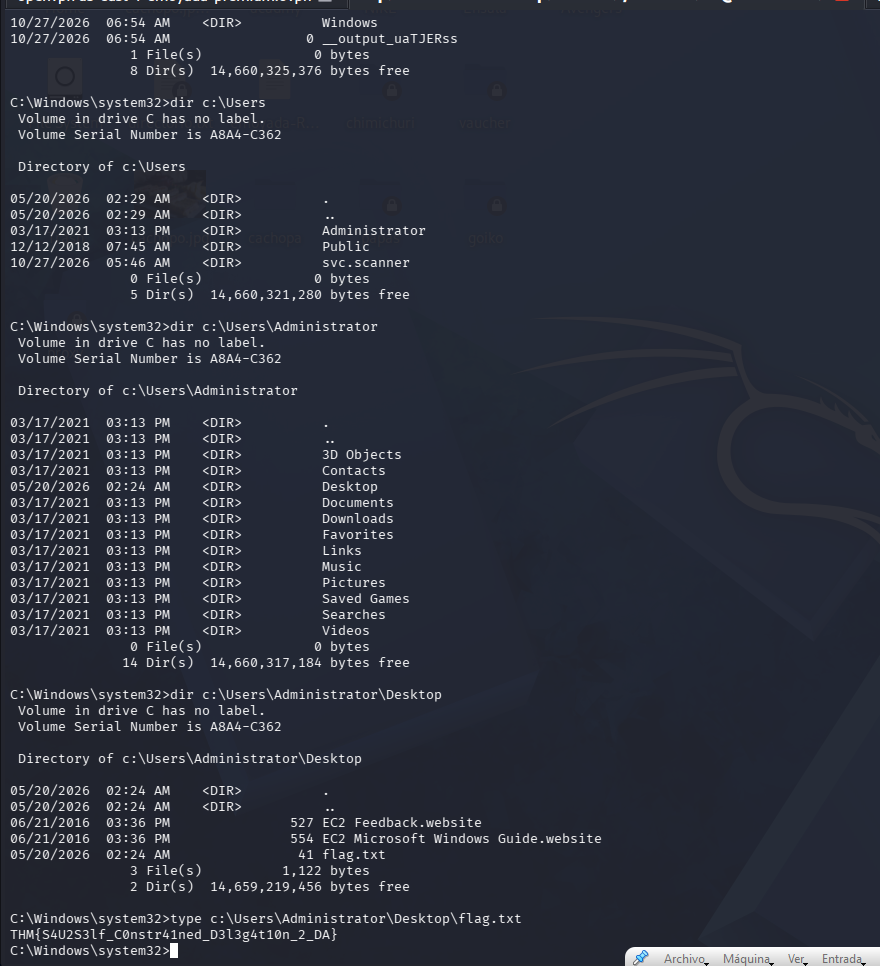 10/27/2026  06:54 AM    <DIR>          Windows
10/27/2026  06:54 AM                 0 __output_uaTJERss
               1 File(s)              0 bytes
               8 Dir(s)  14,660,325,376 bytes free

C:\Windows\system32>dir c:\Users
 Volume in drive C has no label.
 Volume Serial Number is A8A4-C362

 Directory of c:\Users

05/20/2026  02:29 AM    <DIR>          .
05/20/2026  02:29 AM    <DIR>          ..
03/17/2021  03:13 PM    <DIR>          Administrator
12/12/2018  07:45 AM    <DIR>          Public
10/27/2026  05:46 AM    <DIR>          svc.scanner
               0 File(s)              0 bytes
               5 Dir(s)  14,660,321,280 bytes free

C:\Windows\system32>dir c:\Users\Administrator
 Volume in drive C has no label.
 Volume Serial Number is A8A4-C362

 Directory of c:\Users\Administrator

03/17/2021  03:13 PM    <DIR>          .
03/17/2021  03:13 PM    <DIR>          ..
03/17/2021  03:13 PM    <DIR>          3D Objects
03/17/2021  03:13 PM    <DIR>          Contacts
05/20/2026  02:24 AM    <DIR>          Desktop
03/17/2021  03:13 PM    <DIR>          Documents
03/17/2021  03:13 PM    <DIR>          Downloads
03/17/2021  03:13 PM    <DIR>          Favorites
03/17/2021  03:13 PM    <DIR>          Links
03/17/2021  03:13 PM    <DIR>          Music
03/17/2021  03:13 PM    <DIR>          Pictures
03/17/2021  03:13 PM    <DIR>          Saved Games
03/17/2021  03:13 PM    <DIR>          Searches
03/17/2021  03:13 PM    <DIR>          Videos
               0 File(s)              0 bytes
              14 Dir(s)  14,660,317,184 bytes free

C:\Windows\system32>dir c:\Users\Administrator\Desktop
 Volume in drive C has no label.
 Volume Serial Number is A8A4-C362

 Directory of c:\Users\Administrator\Desktop

05/20/2026  02:24 AM    <DIR>          .
05/20/2026  02:24 AM    <DIR>          ..
06/21/2016  03:36 PM               527 EC2 Feedback.website
06/21/2016  03:36 PM               554 EC2 Microsoft Windows Guide.website
05/20/2026  02:24 AM                41 flag.txt
               3 File(s)          1,122 bytes
               2 Dir(s)  14,659,219,456 bytes free

C:\Windows\system32>type c:\Users\Administrator\Desktop\flag.txt
THM{S4U2S3lf_C0nstr41ned_D3l3g4t10n_2_DA}
C:\Windows\system32>
Archivo Máquina Ver Entrada